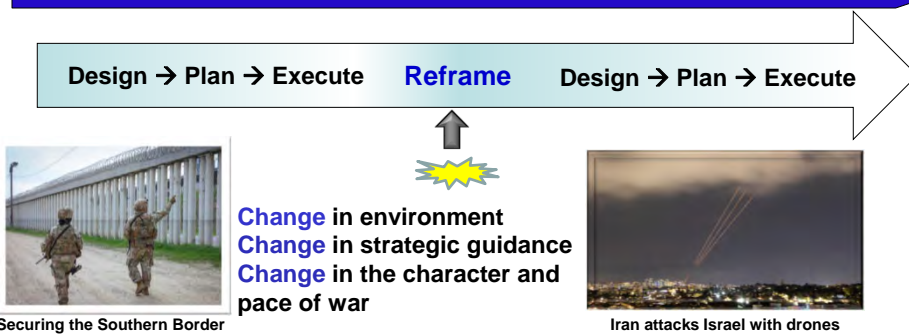 Design → Plan → Execute Reframe Design → Plan → Execute
Change in environment
Change in strategic guidance
Change in the character and
pace of war
Securing the Southern Border
Iran attacks Israel with drones